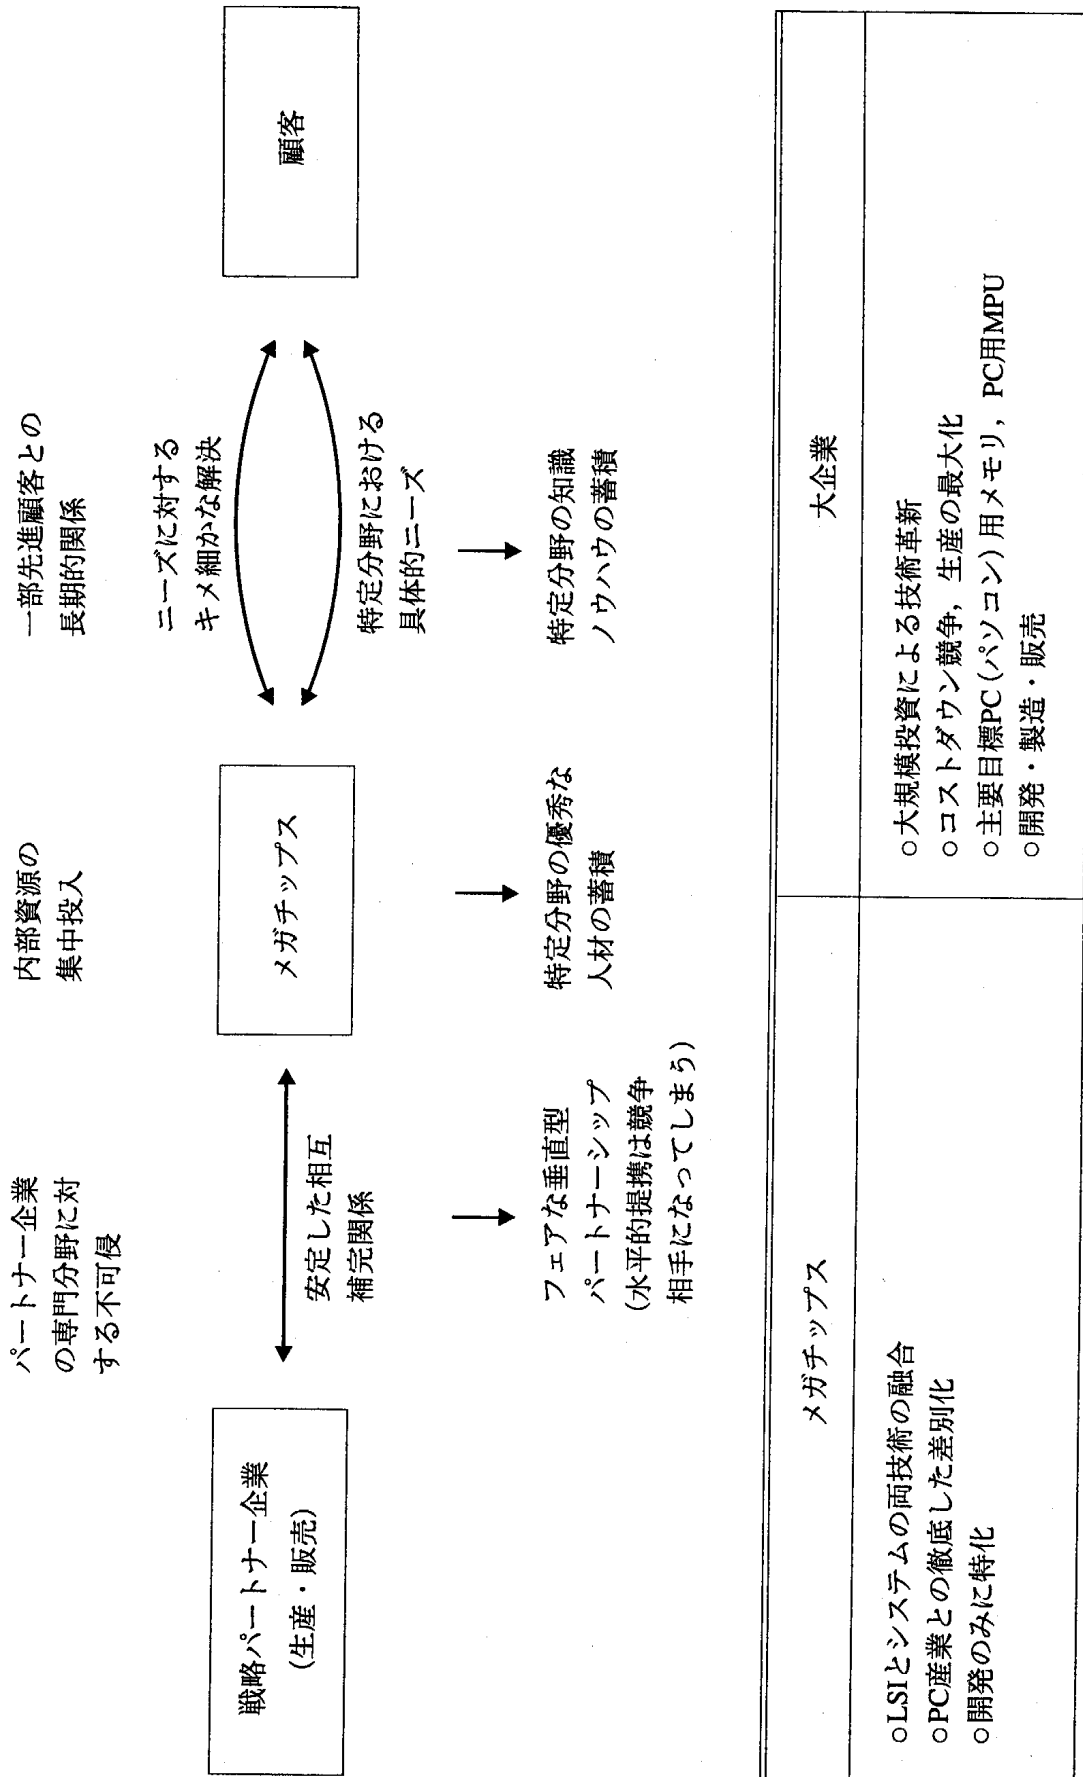 パートナー企業
の専門分野に対
する不可侵
内部資源の
集中投入
一部先進顧客との
長期的関係
戦略パートナー企業
(生産・販売)
安定した相互
補完関係
メガチップス
ニーズに対する
キメ細かな解決
特定分野における
具体的ニーズ
顧客
フェアな垂直型
パートナーシップ
(水平的提携は競争
相手になってしまう)
特定分野の優秀な
人材の蓄積
特定分野の知識
ノウハウの蓄積
メガチップス
大企業
○LSIとシステムの両技術の融合
○PC産業との徹底した差別化
○開発のみに特化
○大規模投資による技術革新
○コストダウン競争,生産の最大化
○主要目標PC(パソコン)用メモリ,PC用MPU
○開発・製造・販売